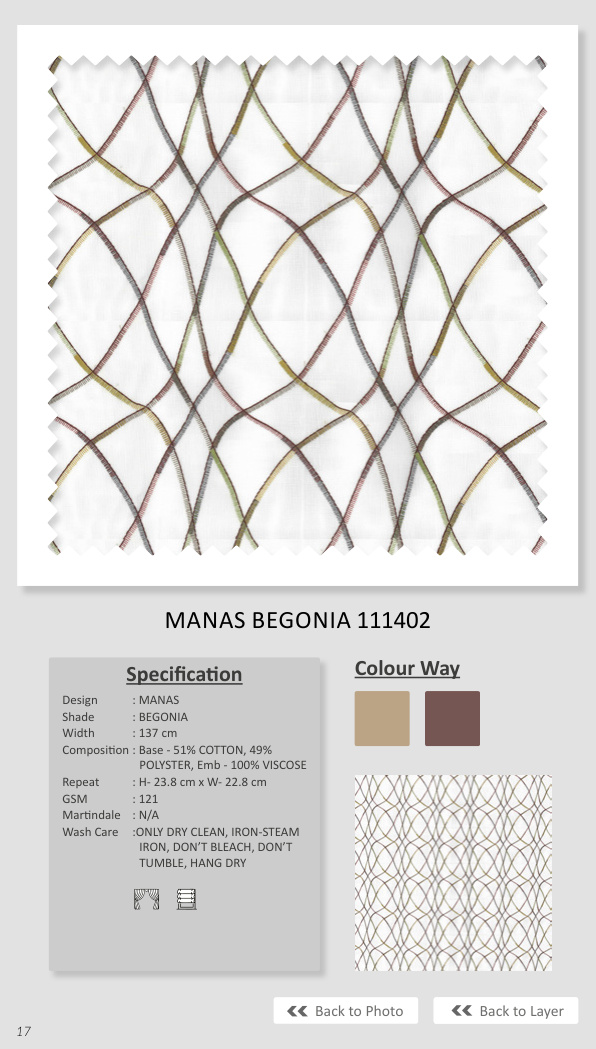 MANAS BEGONIA 111402
Specification
Design : MANAS
Shade : BEGONIA
Width : 137 cm
Composition : Base - 51% COTTON, 49%
POLYSTER, Emb - 100% VISCOSE
Repeat : H- 23.8 cm x W- 22.8 cm
GSM : 121
Martindale : N/A
Wash Care :ONLY DRY CLEAN, IRON-STEAM
IRON, DON’T BLEACH, DON’T
TUMBLE, HANG DRY
Colour Way
Back to Photo
Back to Layer
17